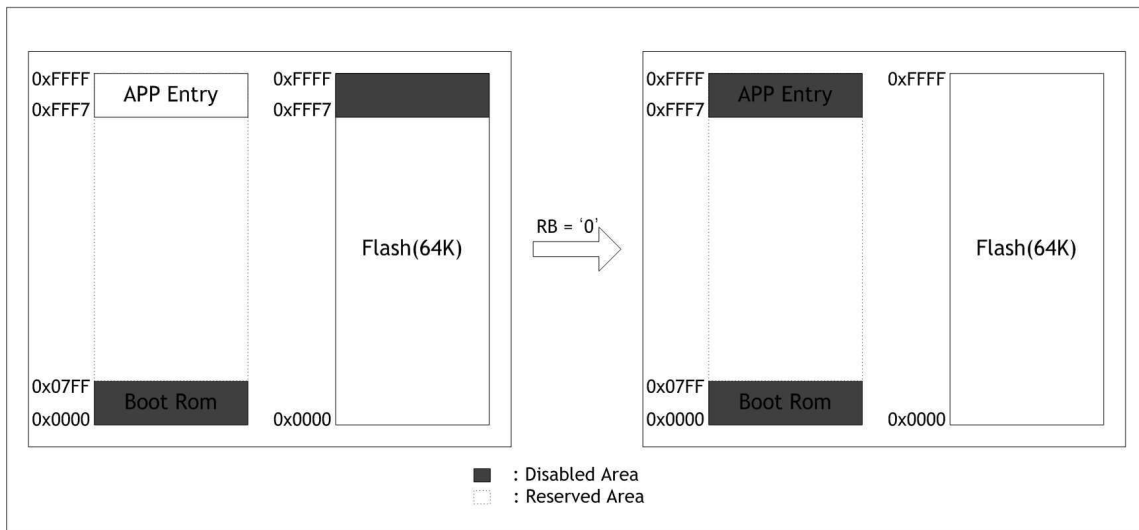 0xFFFF
APP Entry
0xFFF7
0x07FF
Boot Rom
0x0000
0xFFFF
0xFFF7
Flash(64K)
0x0000
RB = ‘0’
0xFFFF
APP Entry
0xFFF7
0x07FF
Boot Rom
0x0000
0xFFFF
Flash(64K)
0x0000
: Disabled Area
: Reserved Area